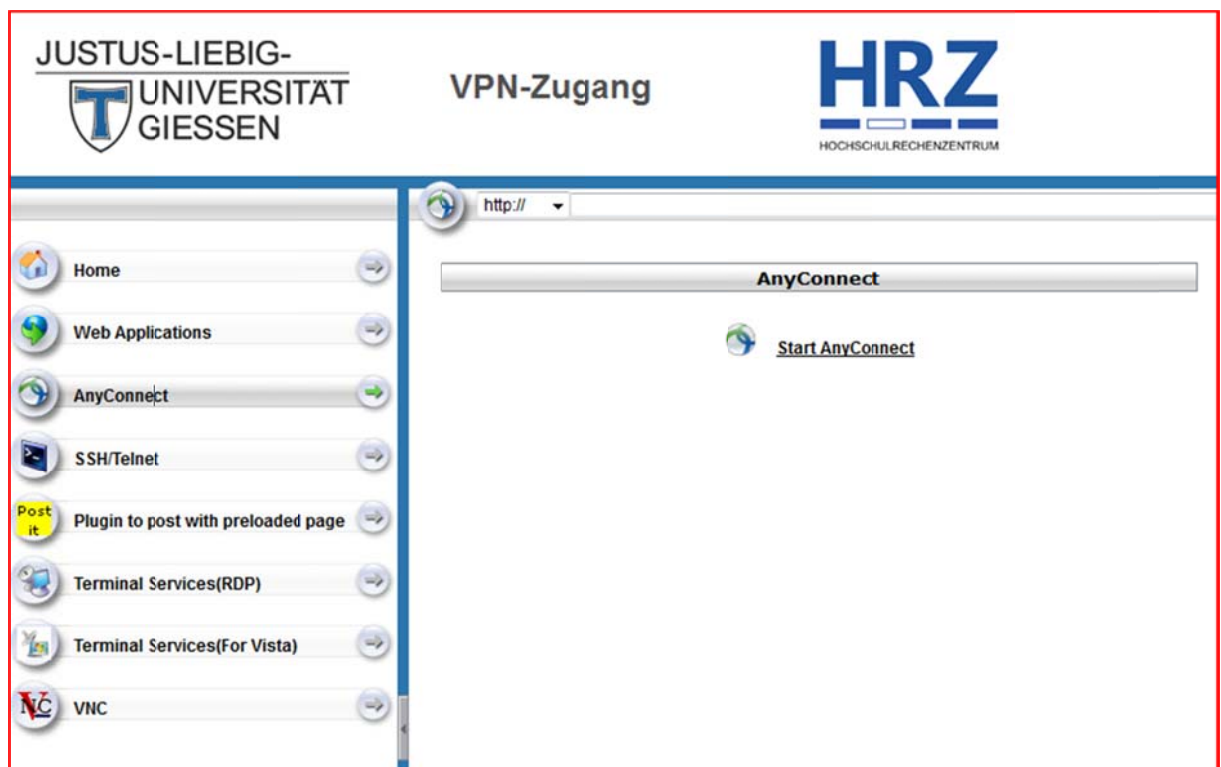 JUSTUS-LIEBIG-
UNIVERSITÄT
GIESSEN
VPN-Zugang
HRZ
HOCHSCHULRECHENZENTRUM
http://
Home
Web Applications
AnyConnect
SSH/Telnet
Post
it
Plugin to post with preloaded page
Terminal Services(RDP)
Terminal Services(For Vista)
VNC
VNC
AnyConnect
Start AnyConnect